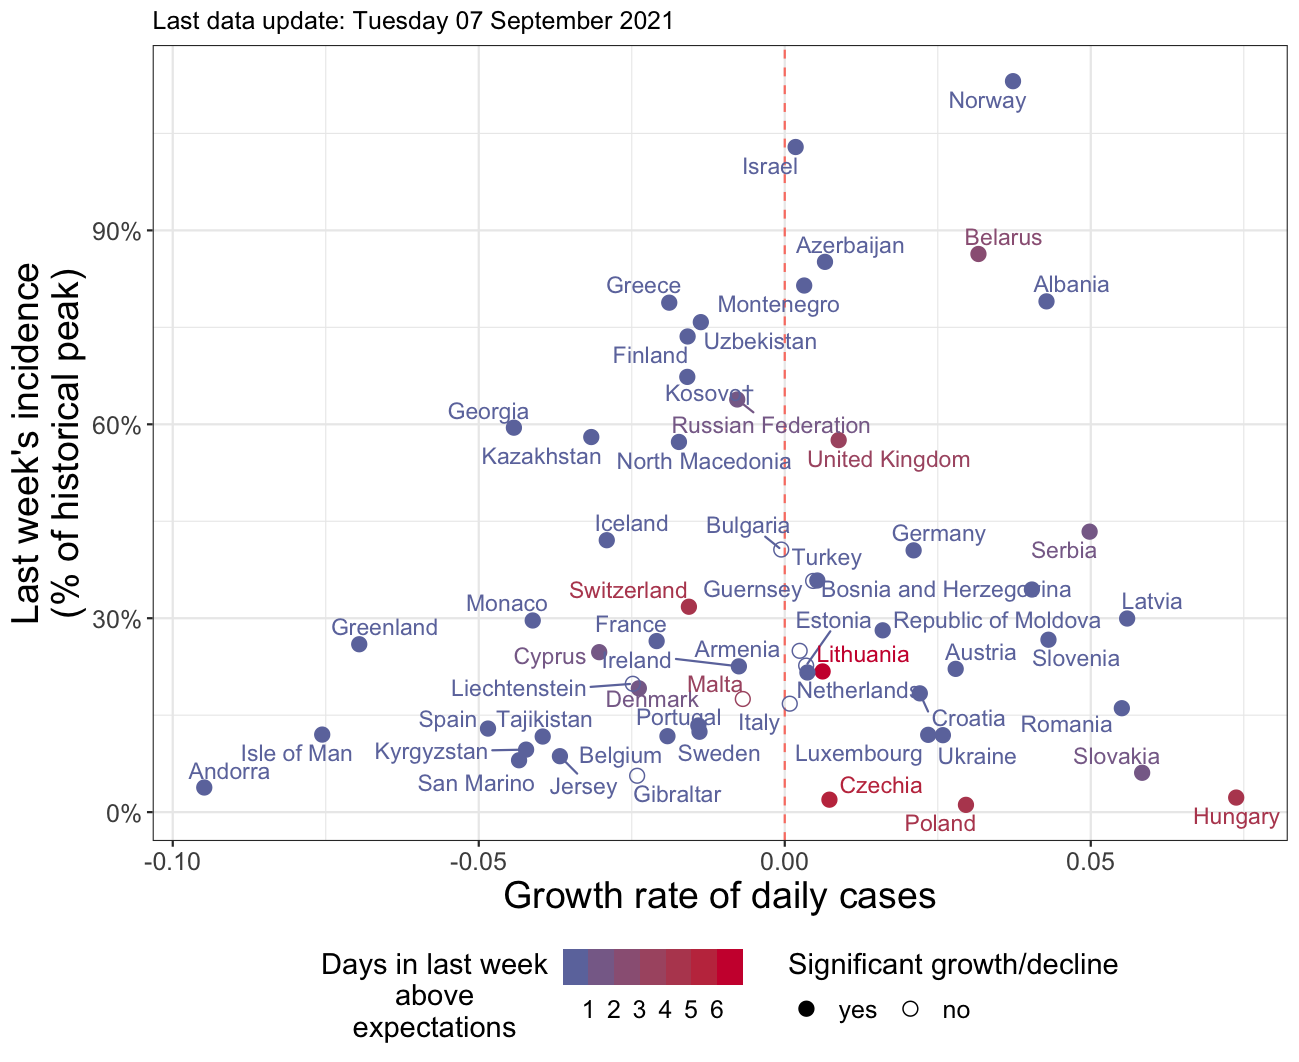 Last data update: Tuesday 07 September 2021
Norway
Israel
Belarus
Azerbaijan
Albania
Greece
Montenegro
Uzbekistan
Finland
Kosovo†
Georgia
Russian Federation
Kazakhstan
North Macedonia
United Kingdom
Iceland
Bulgaria
Germany
Serbia
Turkey
Switzerland
Guernsey
Bosnia and Herzegovina
Monaco
Latvia
Greenland
France
Estonia
Republic of Moldova
Cyprus
Ireland
Armenia
Lithuania
Austria
Slovenia
Liechtenstein
Denmark
Malta
Netherlands
Spain
Tajikistan
Portugal
Italy
Croatia
Romania
Isle of Man
Kyrgyzstan
Belgium
Sweden
Luxembourg
Ukraine
Slovakia
Andorra
San Marino
Jersey
Gibraltar
Czechia
Poland
Hungary
90%
60%
30%
0%
Last week's incidence
(% of historical peak)
-0.10
-0.05
0.00
0.05
Growth rate of daily cases
Days in last week
above
expectations
1 2 3 4 5 6
Significant growth/decline
yes
no